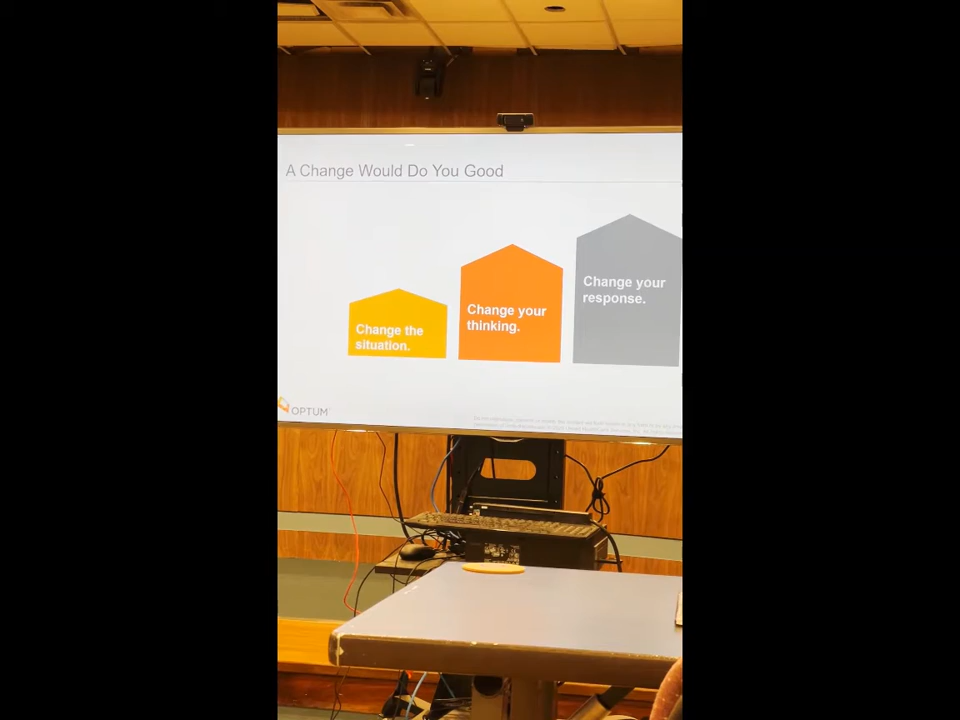 A Change Would Do You Good
Change the
situation.
Change your
thinking.
Change your
response.
OPTUM